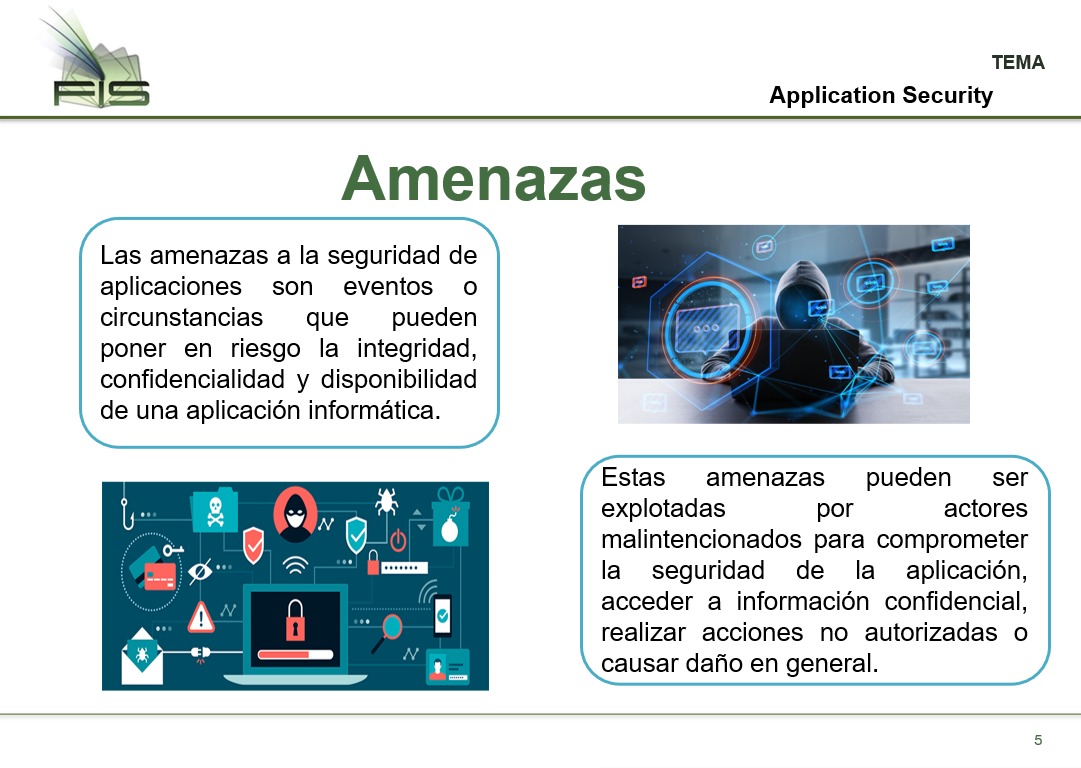 FIS
TEMA
Application Security
Amenazas
Las amenazas a la seguridad de
aplicaciones son eventos o
circunstancias que pueden
poner en riesgo la integridad,
confidencialidad y disponibilidad
de una aplicación informática.
Estas amenazas pueden ser
explotadas por actores
malintencionados para comprometer
la seguridad de la aplicación,
acceder a información confidencial,
realizar acciones no autorizadas o
causar daño en general.
5